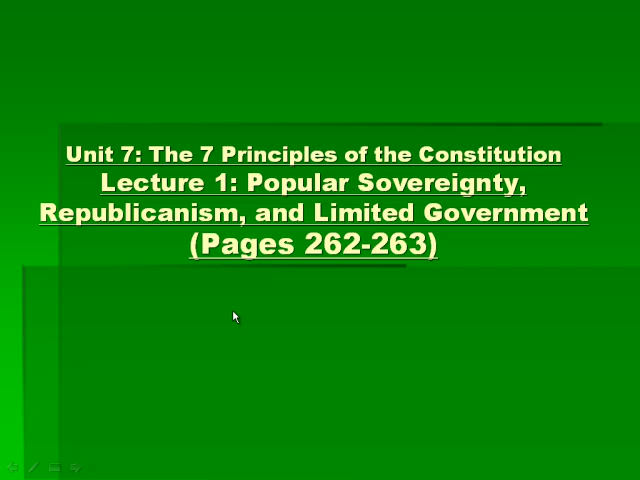 Unit 7: The 7 Principles of the Constitution
Lecture 1: Popular Sovereignty,
Republicanism, and Limited Government
(Pages 262-263)